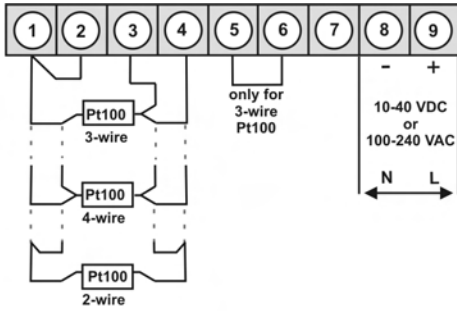 1 2 3 4 5 6 7 8 9
- +
only for
3-wire
Pt100
10-40 VDC
or
100-240 VAC
N L
Pt100
3-wire
Pt100
4-wire
Pt100
2-wire